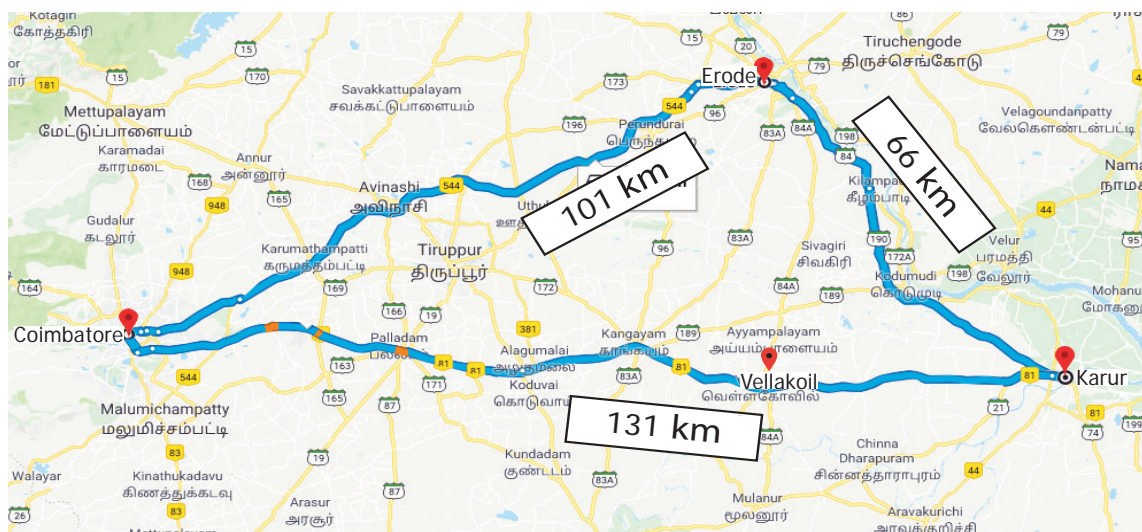 Kotagiri
கோத்தகிரி
15
20
86
79
15
Tiruchengode
திருச்செங்கோடு
Erode
79
173
181
15
170
Savakkattupalayam
சவக்கட்டுபாளையம்
Mettupalayam
மேட்டுப்பாளையம்
544
96
83A
84A
198
Velagoundanpatty
வேலகௌண்டன்பட்டி
196
Perundurai
66 km
84
Karamadai
காரமடை
Annur
அன்னூர்
168
Avinashi
அவிநாசி
544
101 km
948
165
44
Gudalur
கடலூர்
Tiruppur
திருப்பூர்
83A
Sivagiri
சிவகிரி
190
Velur
பரமத்தி
வேலூர்
95
Karumathampatti
கருமத்தம்பட்டி
96
172A
948
198
164
169
172
84A
Kodumudi
கொடுமுடி
189
166
19
381
189
Coimbatore
Palladam
Kangayam
காங்கயம்
Ayyampalayam
அய்யம்பாளையம்
Alagumalai
163
81
81
83A
81
Vellakoil
வெள்ளகோவில்
81
Karur
544
171
Koduvai
165
87
21
81
Malumichampatty
மலுமிச்சம்பட்டி
131 km
84A
74
199
83
19
Chinna
Dharapuram
சின்னத்தாராபுரம்
Kundadam
குண்டடம்
44
Walayar
Kinathukadavu
கிணத்துக்கடவு
87
83A
26
83
Arasur
அரசூர்
Mulanur
மூலனூர்
Aravakurichi